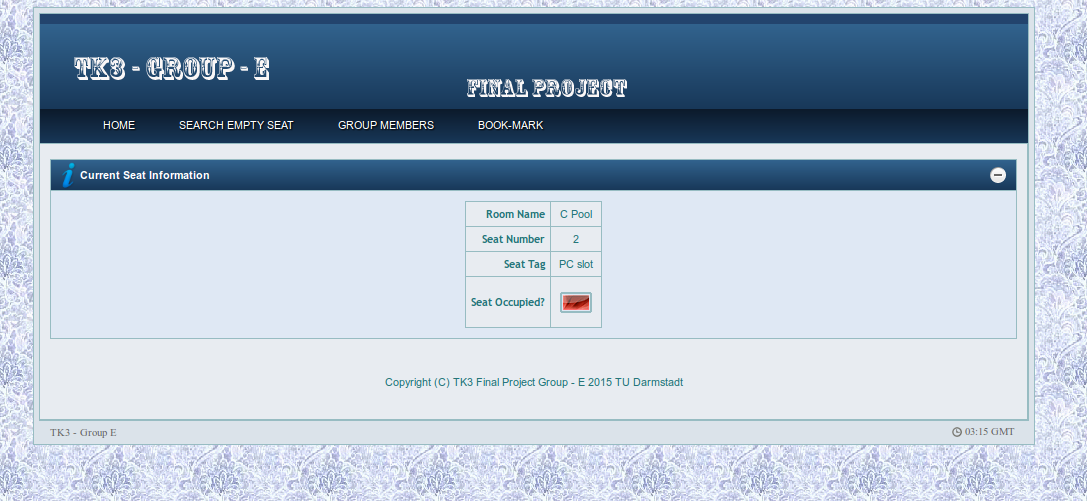 TK3 - GROUP - E
FINAL PROJECT
HOME SEARCH EMPTY SEAT GROUP MEMBERS BOOK-MARK
i Current Seat Information
Room Name C Pool
Seat Number 2
Seat Tag PC slot
Seat Occupied?
Copyright (C) TK3 Final Project Group - E 2015 TU Darmstadt
TK3 - Group E 03:15 GMT